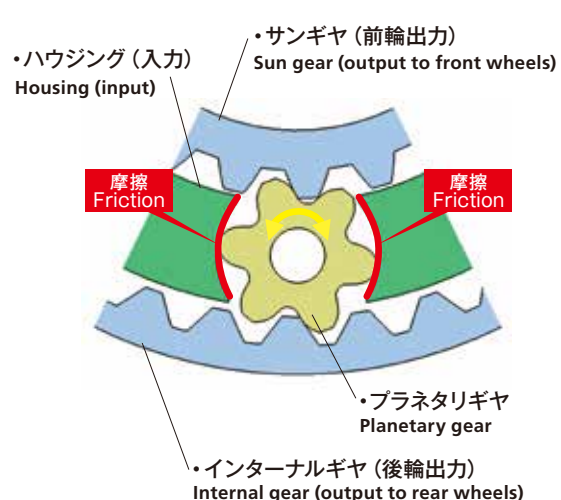 ・サンギヤ（前輪出力）
Sun gear (output to front wheels)
・ハウジング（入力）
Housing (input)
摩擦
Friction
摩擦
Friction
・プラネタリギヤ
Planetary gear
・インターナルギヤ（後輪出力）
Internal gear (output to rear wheels)